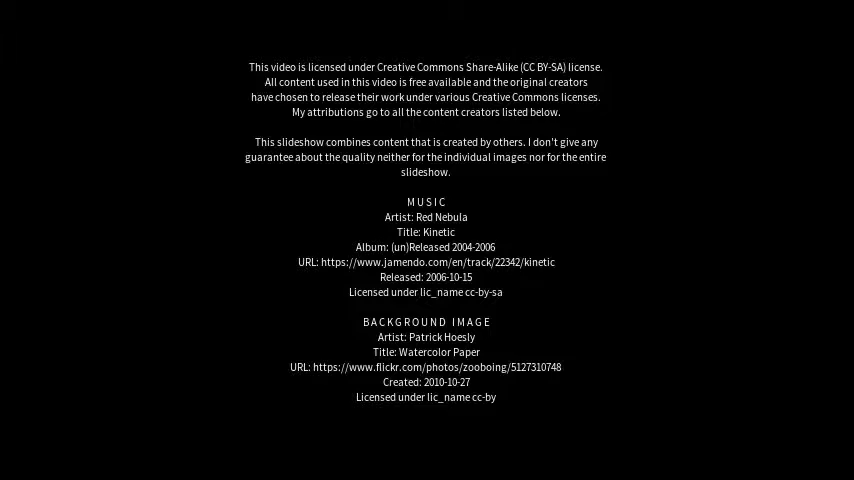 This video is licensed under Creative Commons Share-Alike (CC BY-SA) license.
All content used in this video is free available and the original creators
have chosen to release their work under various Creative Commons licenses.
My attributions go to all the content creators listed below.
This slideshow combines content that is created by others. I don't give any
guarantee about the quality neither for the individual images nor for the entire
slideshow.
MUSIC
Artist: Red Nebula
Title: Kinetic
Album: (un)Released 2004-2006
URL: https://www.jamendo.com/en/track/22342/kinetic
Released: 2006-10-15
Licensed under lic_name cc-by-sa
BACKGROUND IMAGE
Artist: Patrick Hoesly
Title: Watercolor Paper
URL: https://www.flickr.com/photos/zooboing/5127310748
Created: 2010-10-27
Licensed under lic_name cc-by